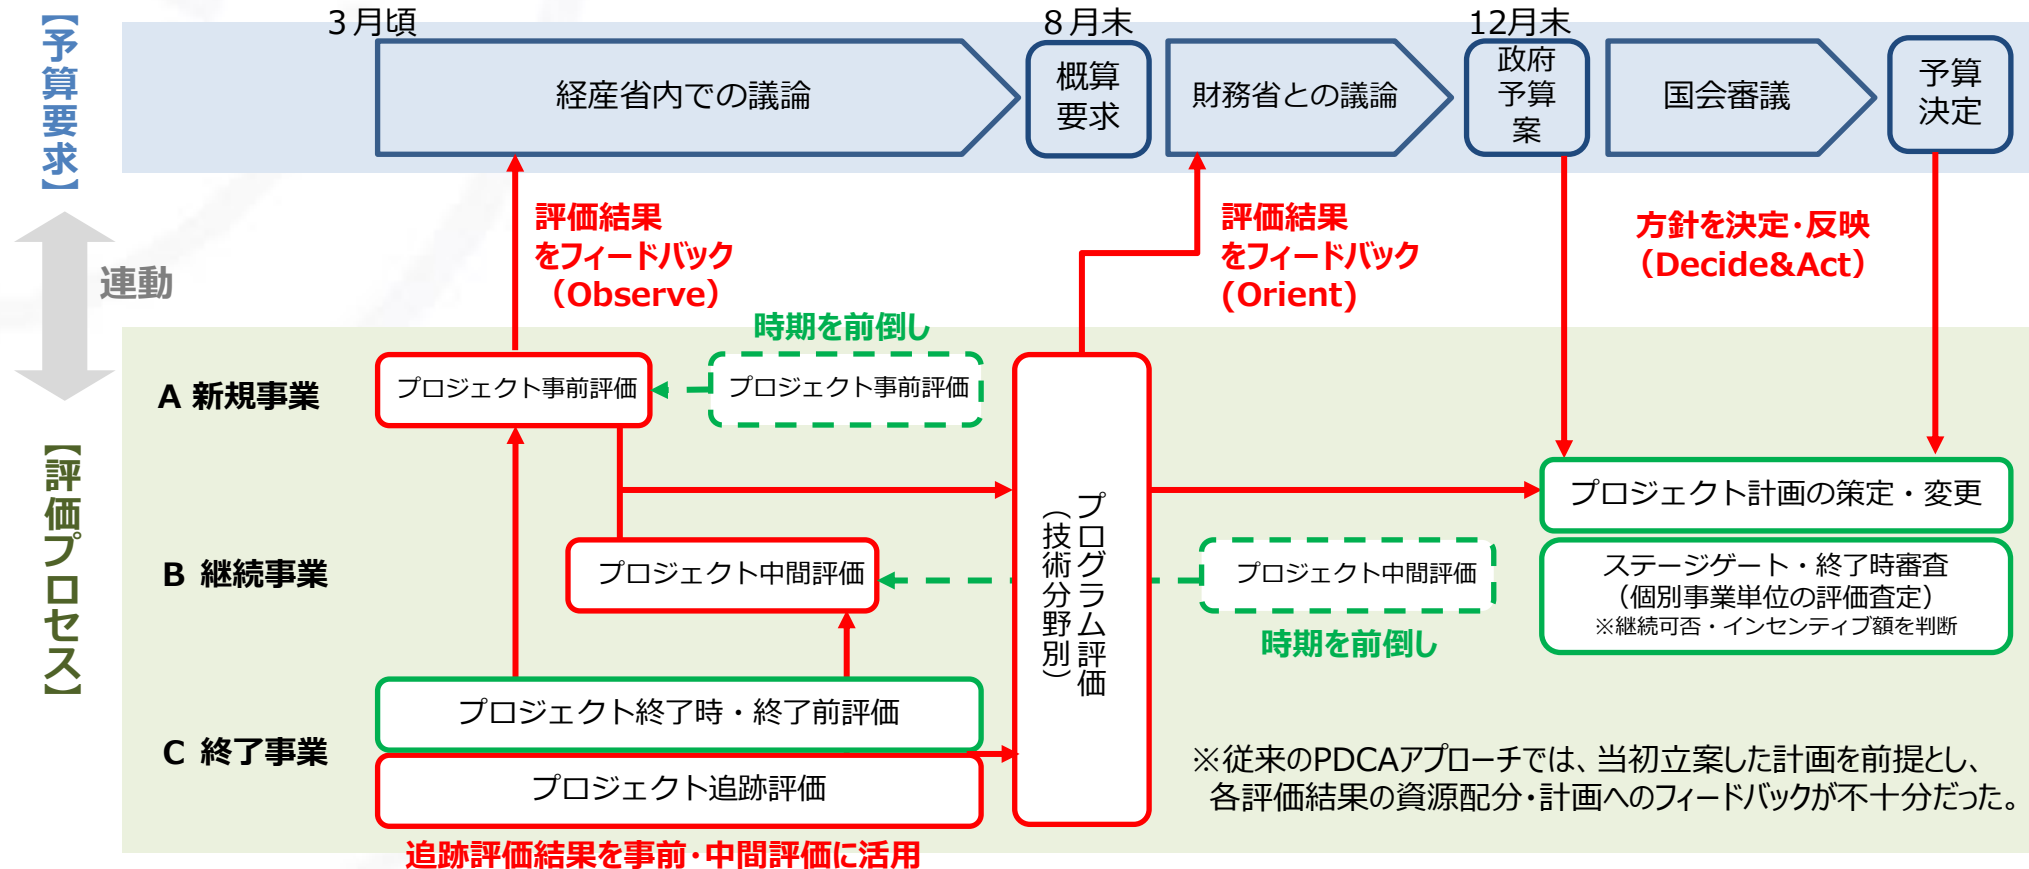 【予算要求】
3月頃
8月末
12月末
経産省内での議論
概算
要求
財務省との議論
政府
予算
案
国会審議
予算
決定
連動
評価結果
をフィードバック
（Observe）
評価結果
をフィードバック
(Orient)
方針を決定・反映
（Decide&Act）
【評価プロセス】
時期を前倒し
A 新規事業
プロジェクト事前評価
プロジェクト事前評価
プログラム評価
（技術分野別）
プロジェクト計画の策定・変更
B 継続事業
プロジェクト中間評価
プロジェクト中間評価
時期を前倒し
ステージゲート・終了時審査
（個別事業単位の評価査定）
※継続可否・インセンティブ額を判断
C 終了事業
プロジェクト終了時・終了前評価
プロジェクト追跡評価
追跡評価結果を事前・中間評価に活用
※従来のPDCAアプローチでは、当初立案した計画を前提とし、
各評価結果の資源配分・計画へのフィードバックが不十分だった。